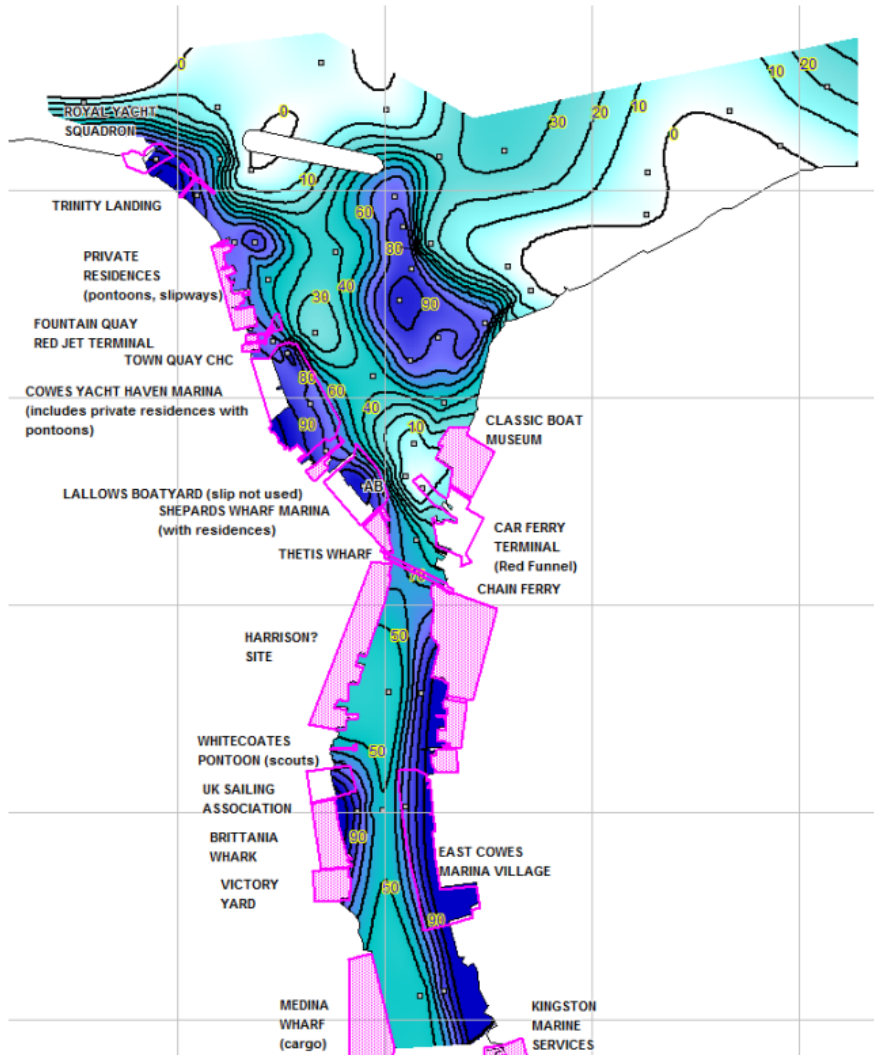 0
10
20
0
30
20
10
0
ROYAL YACHT
SQUADRON
10
TRINITY LANDING
60
80
PRIVATE
RESIDENCES
(pontoons, slipways)
40
30
90
FOUNTAIN QUAY
RED JET TERMINAL
TOWN QUAY CHC
80
60
COWES YACHT HAVEN MARINA
(includes private residences with
pontoons)
40
90
10
CLASSIC BOAT
MUSEUM
AB
LALLOWS BOATYARD (slip not used)
SHEPARDS WHARF MARINA
(with residences)
CAR FERRY
TERMINAL
(Red Funnel)
THETIS WHARF
70
CHAIN FERRY
HARRISON?
SITE
50
WHITECOATES
PONTOON (scouts)
50
UK SAILING
ASSOCIATION
BRITTANIA
WHARK
90
EAST COWES
MARINA VILLAGE
VICTORY
YARD
50
90
MEDINA
WHARF
(cargo)
KINGSTON
MARINE
SERVICES